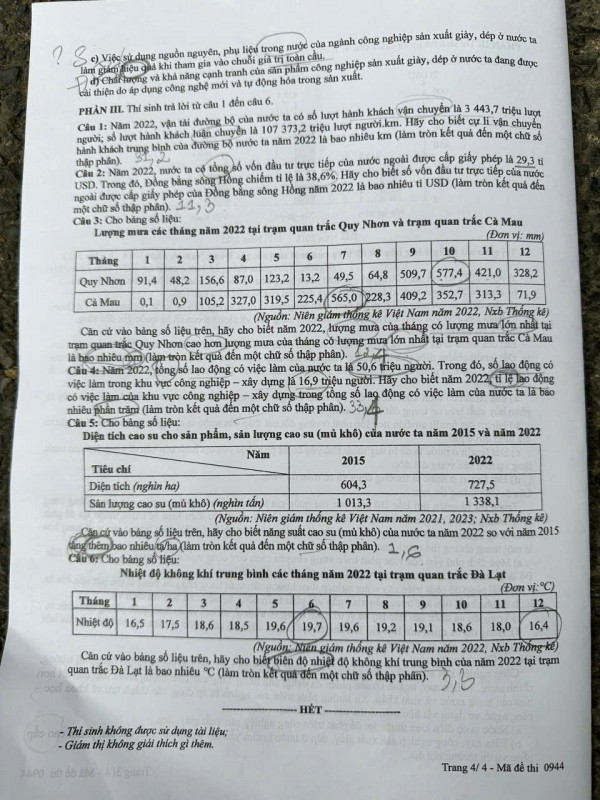 ? 3
c) Việc sử dụng nguồn nguyên, phụ liệu trong nước của ngành công nghiệp sản xuất giày, dép ở nước ta
làm giảm hiệu quả khi tham gia vào chuỗi giá trị toàn cầu.
d) Chất lượng và khả năng cạnh tranh của sản phẩm công nghiệp sản xuất giày, dép ở nước ta đang được
cải thiện do áp dụng công nghệ mới và tự động hóa trong sản xuất.
PHẦN III. Thí sinh trả lời từ câu 1 đến câu 6.
Câu 1: Năm 2022, vận tải đường bộ của nước ta có số lượt hành khách vận chuyển là 3 443,7 triệu lượt
người; số lượt hành khách luân chuyển là 107 373,2 triệu lượt người.km. Hãy cho biết cự li vận chuyển
hành khách trung bình của đường bộ nước ta năm 2022 là bao nhiêu km (làm tròn kết quả đến một chữ số
thập phân). 31,2
Câu 2: Năm 2022, nước ta có tổng số vốn đầu tư trực tiếp của nước ngoài được cấp giấy phép là 29,3 tỉ
USD. Trong đó, Đồng bằng sông Hồng chiếm tỉ lệ là 38,6%. Hãy cho biết số vốn đầu tư trực tiếp của nước
ngoài được cấp giấy phép của Đồng bằng sông Hồng năm 2022 là bao nhiêu tỉ USD (làm tròn kết quả đến
một chữ số thập phân). 11,3
Câu 3: Cho bảng số liệu:
Lượng mưa các tháng năm 2022 tại trạm quan trắc Quy Nhơn và trạm quan trắc Cà Mau
(Đơn vị: mm)
Tháng 1 2 3 4 5 6 7 8 9 10 11 12
Quy Nhơn 91,4 48,2 156,6 87,0 123,2 13,2 49,5 64,8 509,7 577,4 421,0 328,2
Cà Mau 0,1 0,9 105,2 327,0 319,5 225,4 565,0 228,3 409,2 352,7 313,3 71,9
(Nguồn: Niên giám thống kê Việt Nam năm 2022, Nxb Thống kê)
Căn cứ vào bảng số liệu trên, hãy cho biết năm 2022, lượng mưa của tháng có lượng mưa lớn nhất tại
trạm quan trắc Quy Nhơn cao hơn lượng mưa của tháng có lượng mưa lớn nhất tại trạm quan trắc Cà Mau
là bao nhiêu mm (làm tròn kết quả đến một chữ số thập phân). 12,4
Câu 4: Năm 2022, tổng số lao động có việc làm của nước ta là 50,6 triệu người. Trong đó, số lao động có
việc làm trong khu vực công nghiệp – xây dựng là 16,9 triệu người. Hãy cho biết năm 2022, tỉ lệ lao động
có việc làm của khu vực công nghiệp – xây dựng trong tổng số lao động có việc làm của nước ta là bao
nhiêu phần trăm (làm tròn kết quả đến một chữ số thập phân). 33,4
Câu 5: Cho bảng số liệu:
Diện tích cao su cho sản phẩm, sản lượng cao su (mủ khô) của nước ta năm 2015 và năm 2022
Năm
Tiêu chí 2015 2022
Diện tích (nghìn ha) 604,3 727,5
Sản lượng cao su (mủ khô) (nghìn tấn) 1 013,3 1 338,1
(Nguồn: Niên giám thống kê Việt Nam năm 2021, 2023; Nxb Thống kê)
Căn cứ vào bảng số liệu trên, hãy cho biết năng suất cao su (mủ khô) của nước ta năm 2022 so với năm 2015
tăng thêm bao nhiêu tạ/ha (làm tròn kết quả đến một chữ số thập phân). 1,6
Câu 6: Cho bảng số liệu:
Nhiệt độ không khí trung bình các tháng năm 2022 tại trạm quan trắc Đà Lạt
(Đơn vị: °C)
Tháng 1 2 3 4 5 6 7 8 9 10 11 12
Nhiệt độ 16,5 17,5 18,6 18,5 19,6 19,7 19,6 19,2 19,1 18,6 18,0 16,4
(Nguồn: Niên giám thống kê Việt Nam năm 2022, Nxb Thống kê)
Căn cứ vào bảng số liệu trên, hãy cho biết biên độ nhiệt độ không khí trung bình của năm 2022 tại trạm
quan trắc Đà Lạt là bao nhiêu °C (làm tròn kết quả đến một chữ số thập phân). 3,3
HẾT
- Thí sinh không được sử dụng tài liệu;
- Giám thị không giải thích gì thêm.
Trang 4/ 4 - Mã đề thi 0944